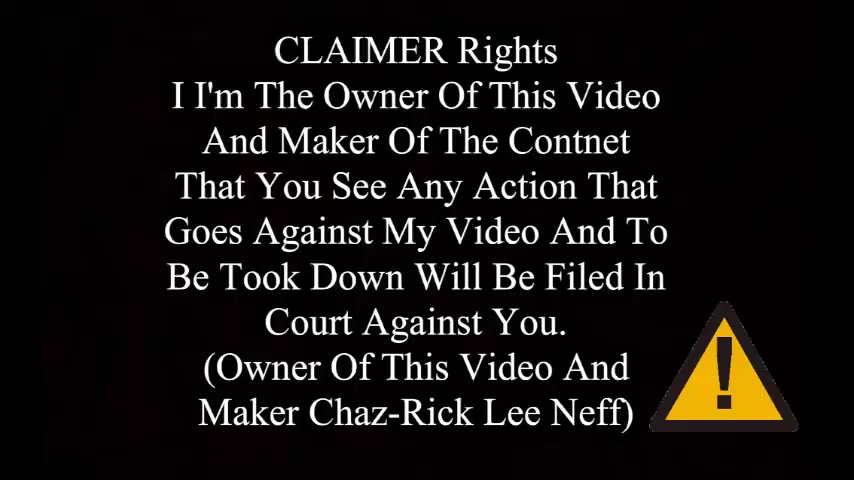 CLAIMER Rights
I I'm The Owner Of This Video
And Maker Of The Contnet
That You See Any Action That
Goes Against My Video And To
Be Took Down Will Be Filed In
Court Against You.
(Owner Of This Video And
Maker Chaz-Rick Lee Neff)